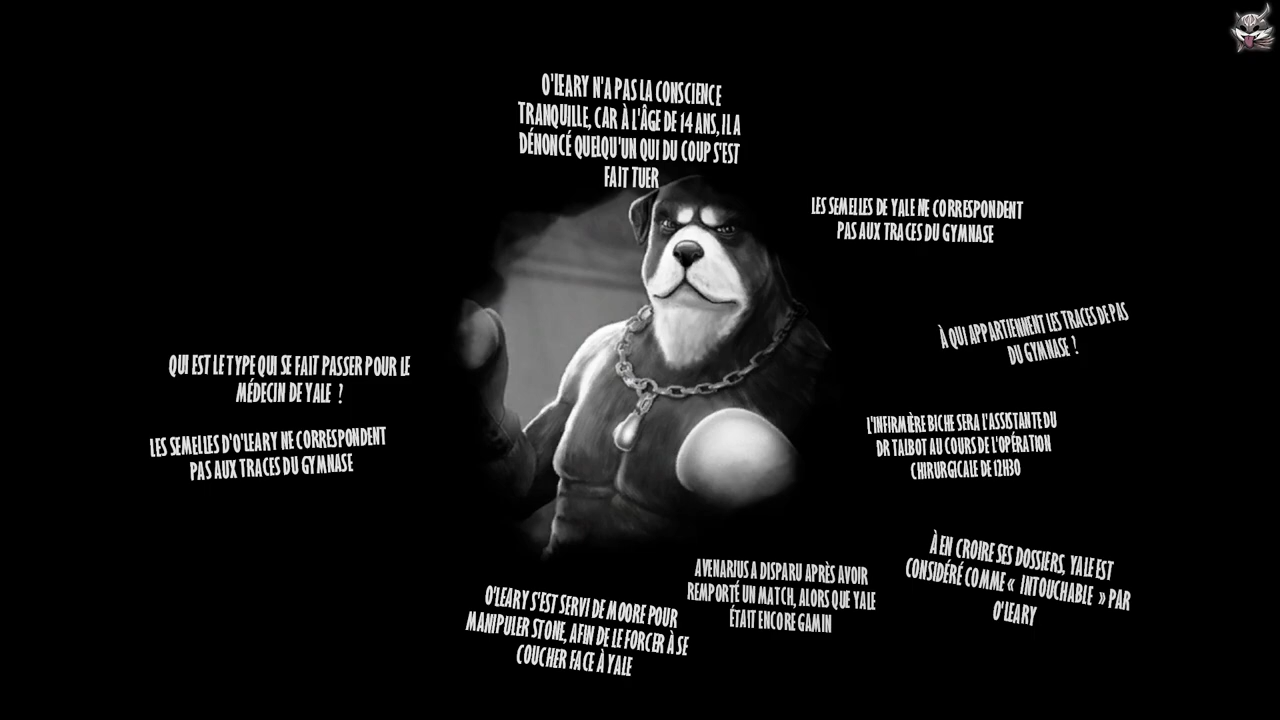 O'LEARY N'A PAS LA CONSCIENCE
TRANQUILLE, CAR À L'ÂGE DE 14 ANS, IL A
DÉNONCÉ QUELQU'UN QUI DU COUP S'EST
FAIT TUER
LES SEMELLES DE YALE NE CORRESPONDENT
PAS AUX TRACES DU GYMNASE
À QUI APPARTIENNENT LES TRACES DE PAS
DU GYMNASE ?
QUI EST LE TYPE QUI SE FAIT PASSER POUR LE
MÉDECIN DE YALE ?
LES SEMELLES D'O'LEARY NE CORRESPONDENT
PAS AUX TRACES DU GYMNASE
L'INFIRMIÈRE BICHE SERA L'ASSISTANTE DU
DR TALBOT AU COURS DE L'OPÉRATION
CHIRURGICALE DE 12H30
À EN CROIRE SES DOSSIERS, YALE EST
CONSIDÉRÉ COMME « INTOUCHABLE » PAR
O'LEARY
AVENARIUS A DISPARU APRÈS AVOIR
REMPORTÉ UN MATCH, ALORS QUE YALE
ÉTAIT ENCORE GAMIN
O'LEARY S'EST SERVI DE MOORE POUR
MANIPULER STONE, AFIN DE LE FORCER À SE
COUCHER FACE À YALE